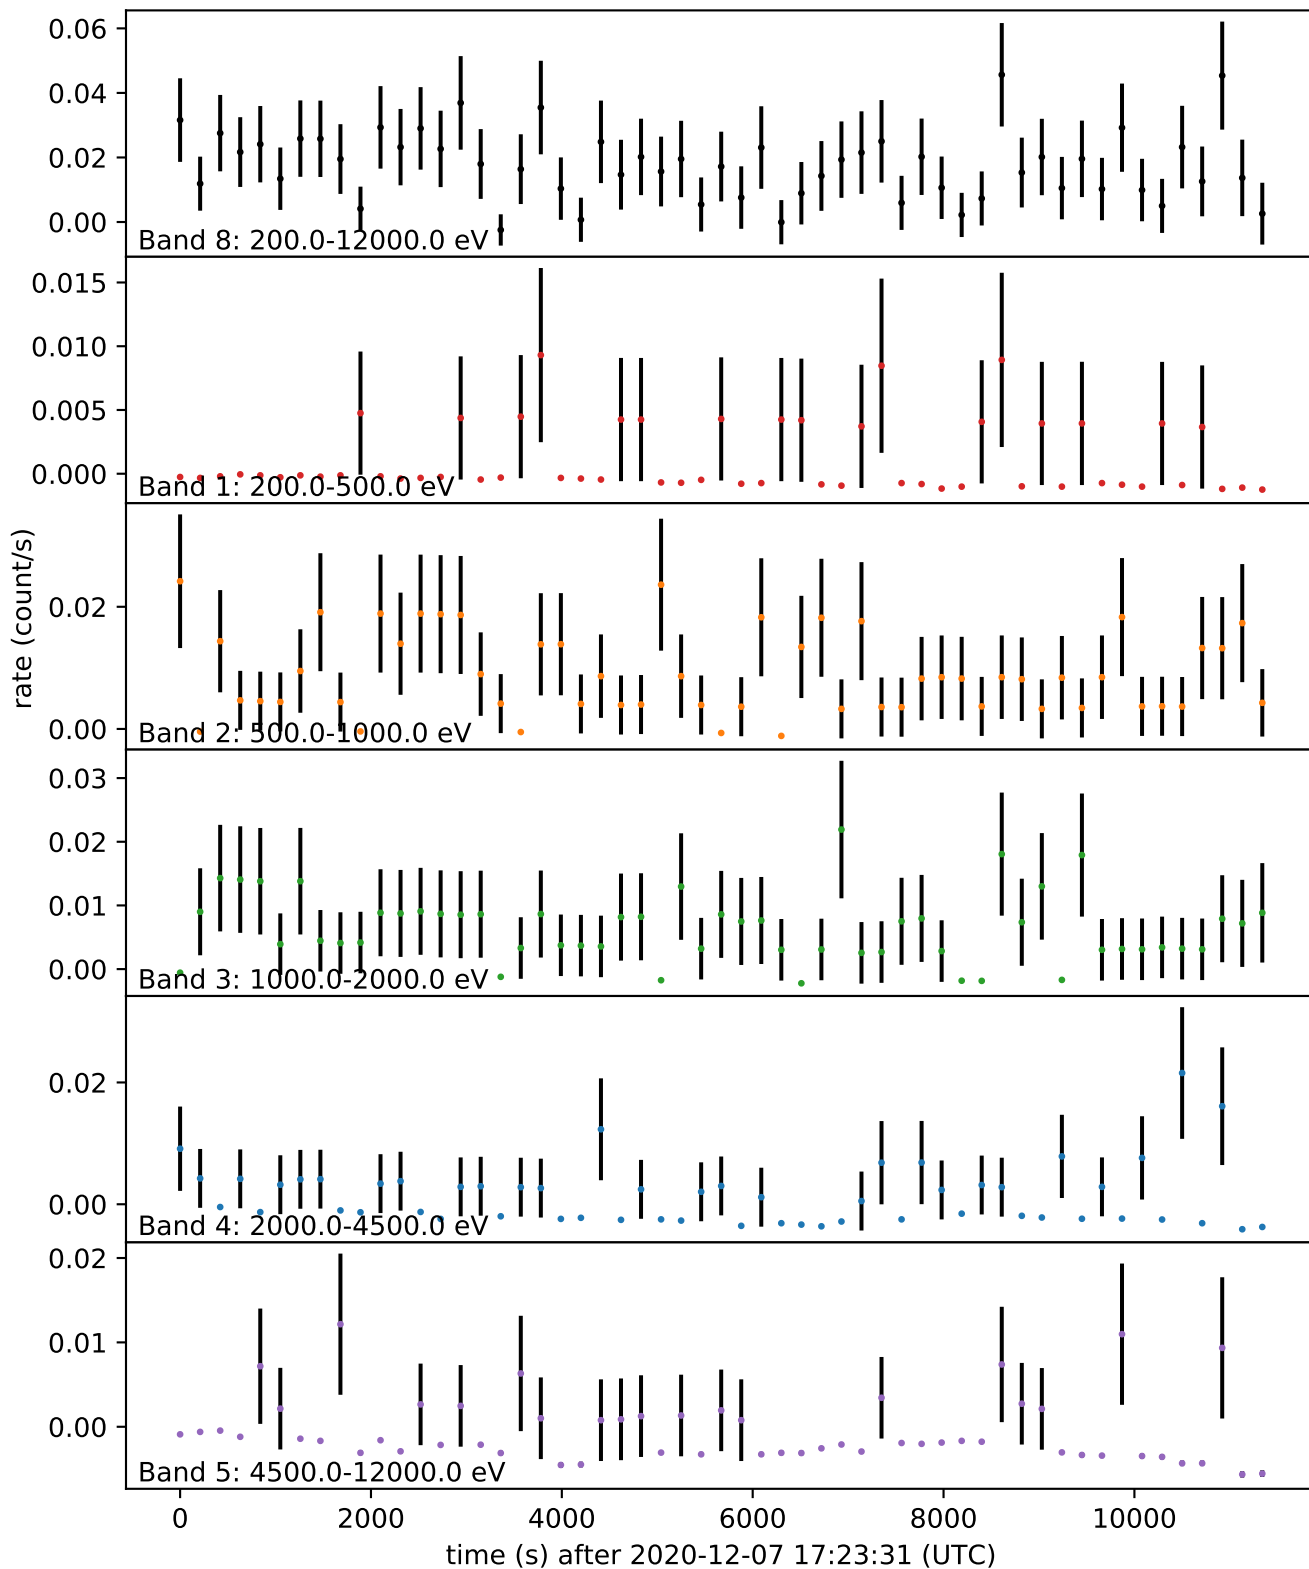 0.06
0.04
0.02
0.00
Band 8: 200.0-12000.0 eV
0.015
0.010
0.005
0.000
Band 1: 200.0-500.0 eV
rate (count/s)
0.02
0.00
Band 2: 500.0-1000.0 eV
0.03
0.02
0.01
0.00
Band 3: 1000.0-2000.0 eV
0.02
0.00
Band 4: 2000.0-4500.0 eV
0.02
0.01
0.00
Band 5: 4500.0-12000.0 eV
0 2000 4000 6000 8000 10000
time (s) after 2020-12-07 17:23:31 (UTC)